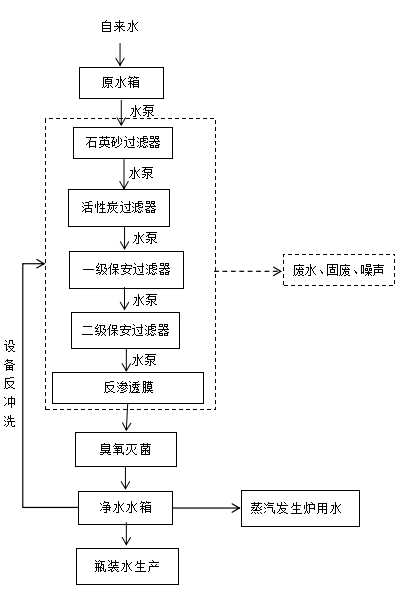 自来水
原水箱
水泵
石英砂过滤器
水泵
活性炭过滤器
水泵
一级保安过滤器
废水、固废、噪声
水泵
二级保安过滤器
水泵
反渗透膜
设备反冲洗
臭氧灭菌
净水水箱
蒸汽发生炉用水
瓶装水生产